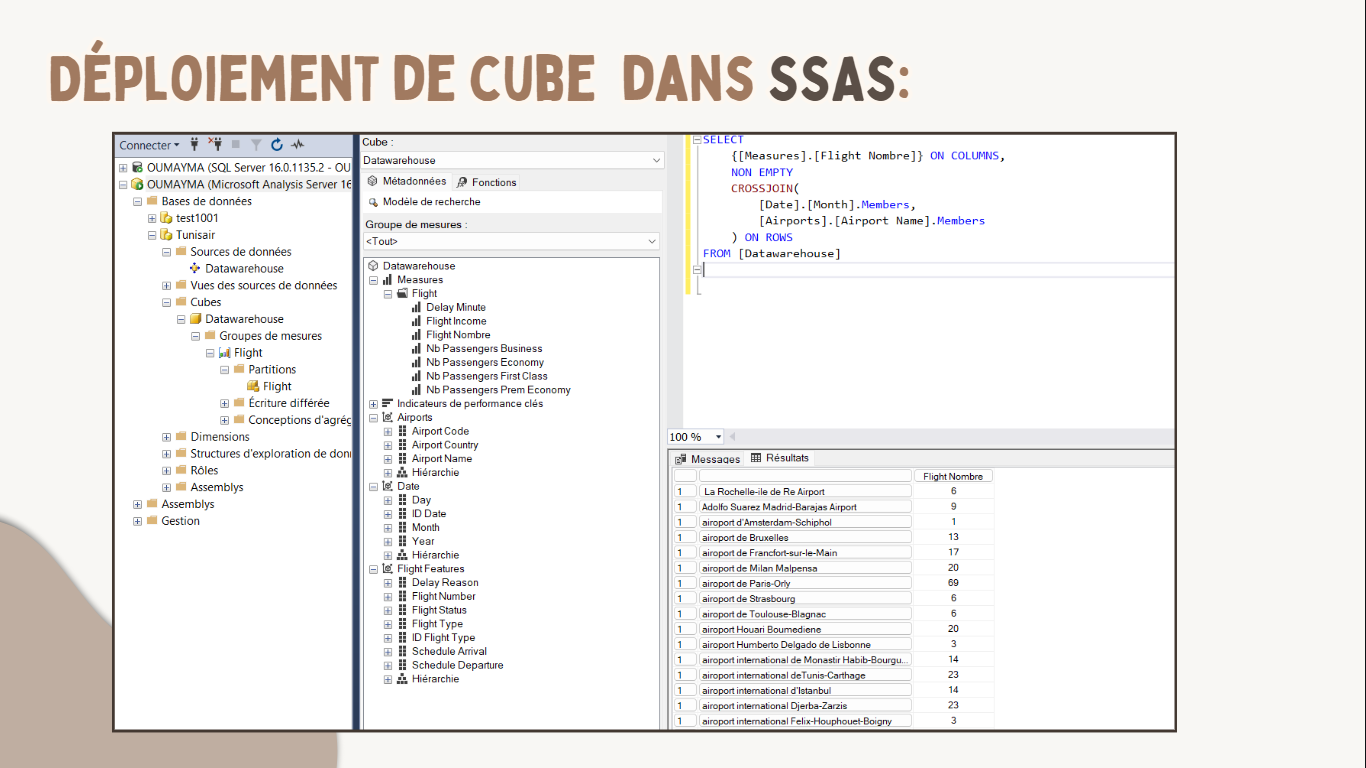 DÉPLOIEMENT DE CUBE DANS SSAS:
Connecter
OUMAYMA (SQL Server 16.0.1135.2 - OU
OUMAYMA (Microsoft Analysis Server 16
Bases de données
test1001
Tunisair
Sources de données
Datawarehouse
Vues des sources de données
Cubes
Datawarehouse
Groupes de mesures
Flight
Partitions
Flight
Écriture différée
Conceptions d'agrég
Dimensions
Structures d'exploration de don
Rôles
Assemblys
Assemblys
Gestion
Cube :
Datawarehouse
Métadonnées Fonctions
Modèle de recherche
Groupe de mesures :
<Tout>
Datawarehouse
Measures
Flight
Delay Minute
Flight Income
Flight Nombre
Nb Passengers Business
Nb Passengers Economy
Nb Passengers First Class
Nb Passengers Prem Economy
Indicateurs de performance clés
Airports
Airport Code
Airport Country
Airport Name
Hiérarchie
Date
Day
ID Date
Month
Year
Hiérarchie
Flight Features
Delay Reason
Flight Number
Flight Status
Flight Type
ID Flight Type
Schedule Arrival
Schedule Departure
Hiérarchie
SELECT
{[Measures].[Flight Nombre]} ON COLUMNS,
NON EMPTY
CROSSJOIN(
[Date].[Month].Members,
[Airports].[Airport Name].Members
) ON ROWS
FROM [Datawarehouse]
100 %
Messages Résultats
Flight Nombre
1 La Rochelle-ile de Re Airport 6
1 Adolfo Suarez Madrid-Barajas Airport 9
1 airoport d'Amsterdam-Schiphol 1
1 airoport de Bruxelles 13
1 airoport de Francfort-sur-le-Main 17
1 airoport de Milan Malpensa 20
1 airoport de Paris-Orly 69
1 airoport de Strasbourg 6
1 airoport de Toulouse-Blagnac 6
1 airoport Houari Boumediene 20
1 airoport Humberto Delgado de Lisbonne 3
1 airoport international de Monastir Habib-Bourgu... 14
1 airoport international deTunis-Carthage 23
1 airoport international d'Istanbul 14
1 airoport international Djerba-Zarzis 23
1 airoport international Felix-Houphouet-Boigny 3